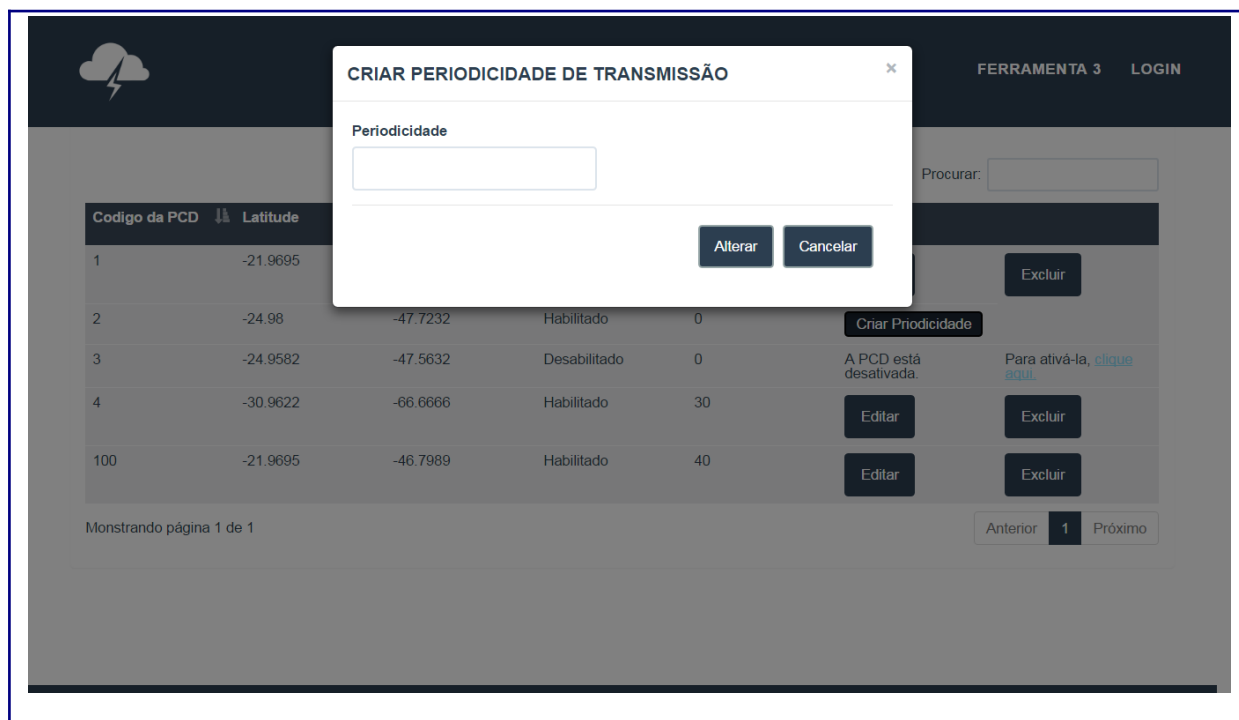 CRIAR PERIODICIDADE DE TRANSMISSÃO ×
FERRAMENTA 3 LOGIN
Periodicidade
Procurar:
Alterar Cancelar
Codigo da PCD Latitude
1 -21.9695 Excluir
2 -24.98 -47.7232 Habilitado 0 Criar Priodicidade
3 -24.9582 -47.5632 Desabilitado 0 A PCD está desativada. Para ativá-la, clique aqui.
4 -30.9622 -66.6666 Habilitado 30 Editar Excluir
100 -21.9695 -46.7989 Habilitado 40 Editar Excluir
Monstrando página 1 de 1 Anterior 1 Próximo